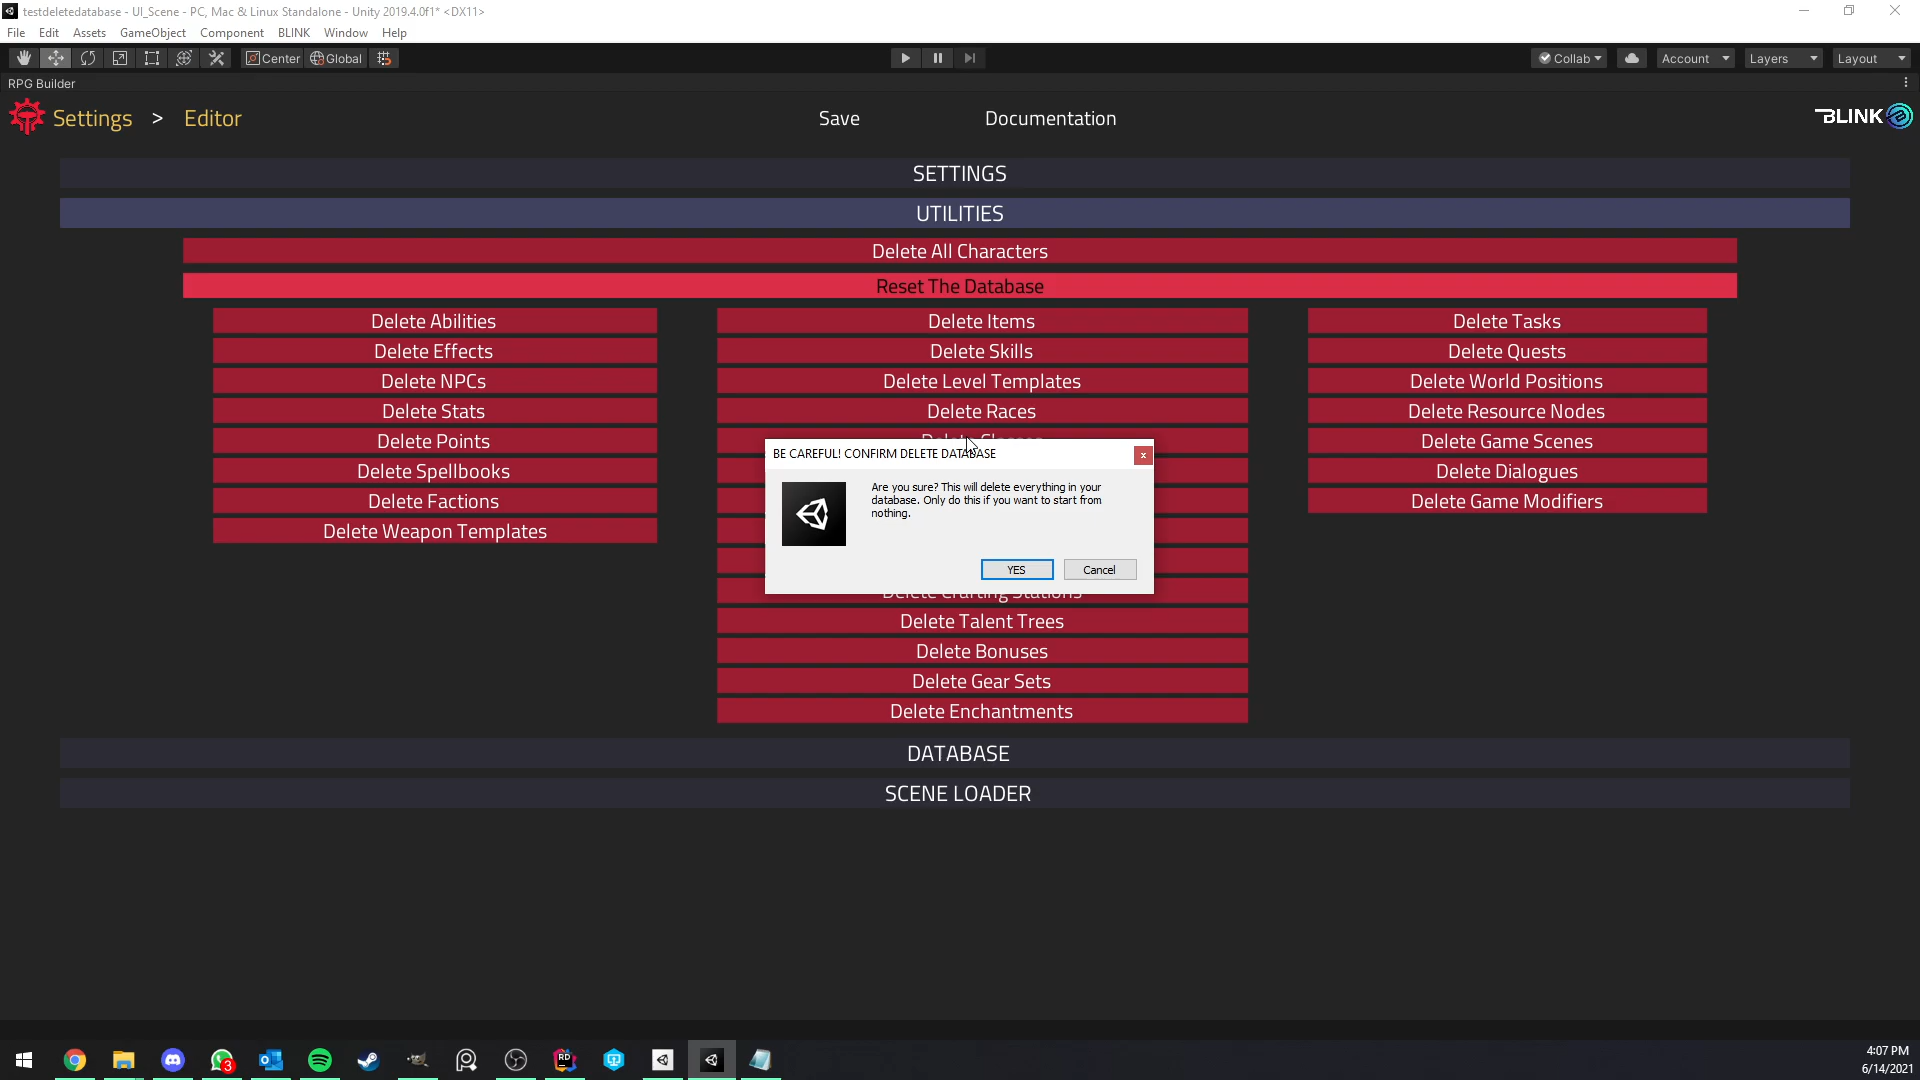 testdeletedatabase - UI_Scene - PC, Mac & Linux Standalone - Unity 2019.4.0f1* <DX11>
File Edit Assets GameObject Component BLINK Window Help
Center Global Collab Account Layers Layout
RPG Builder
Settings > Editor Save Documentation BLINK
SETTINGS
UTILITIES
Delete All Characters
Reset The Database
Delete Abilities Delete Items Delete Tasks
Delete Effects Delete Skills Delete Quests
Delete NPCs Delete Level Templates Delete World Positions
Delete Stats Delete Races Delete Resource Nodes
Delete Points Delete Game Scenes
Delete Spellbooks Delete Dialogues
Delete Factions Delete Game Modifiers
Delete Weapon Templates
BE CAREFUL! CONFIRM DELETE DATABASE
x
Are you sure? This will delete everything in your
database. Only do this if you want to start from
nothing.
YES Cancel
Delete Crafting Stations
Delete Talent Trees
Delete Bonuses
Delete Gear Sets
Delete Enchantments
DATABASE
SCENE LOADER
3
RD
4:07 PM
6/14/2021